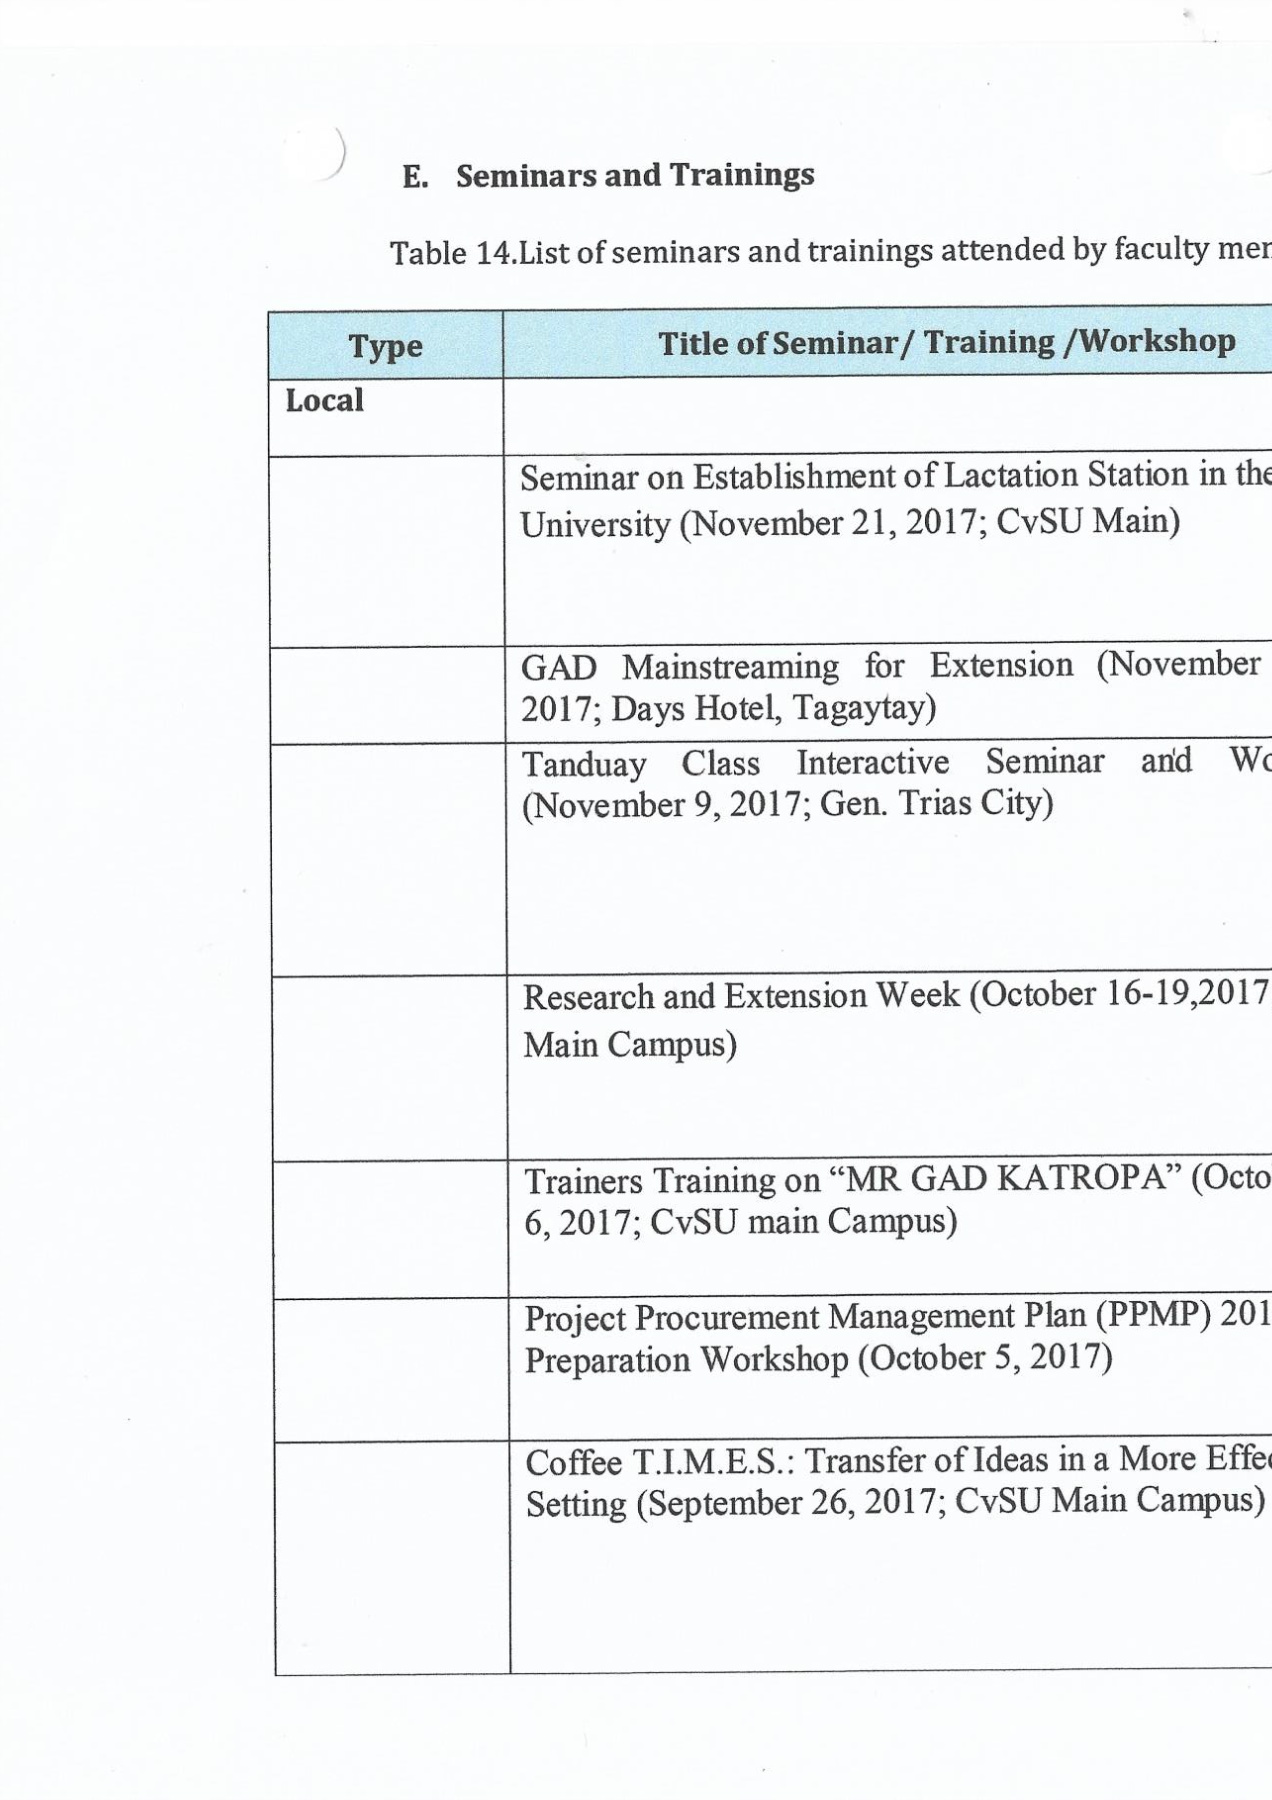 E. Seminars and Trainings
Table 14.List of seminars and trainings attended by faculty
Type
Title of Seminar/ Training /Workshop
Local
Seminar on Establishment of Lactation Station in the
University (November 21, 2017; CvSU Main)
GAD Mainstreaming for Extension (November
2017; Days Hotel, Tagaytay)
Tanduay Class Interactive Seminar and
(November 9, 2017; Gen. Trias City)
Research and Extension Week (October 16-19,2017
Main Campus)
Trainers Training on “MR GAD KATROPA” (Octo
6, 2017; CvSU main Campus)
Project Procurement Management Plan (PPMP) 201
Preparation Workshop (October 5, 2017)
Coffee T.I.M.E.S.: Transfer of Ideas in a More
Setting (September 26, 2017; CvSU Main Campus)